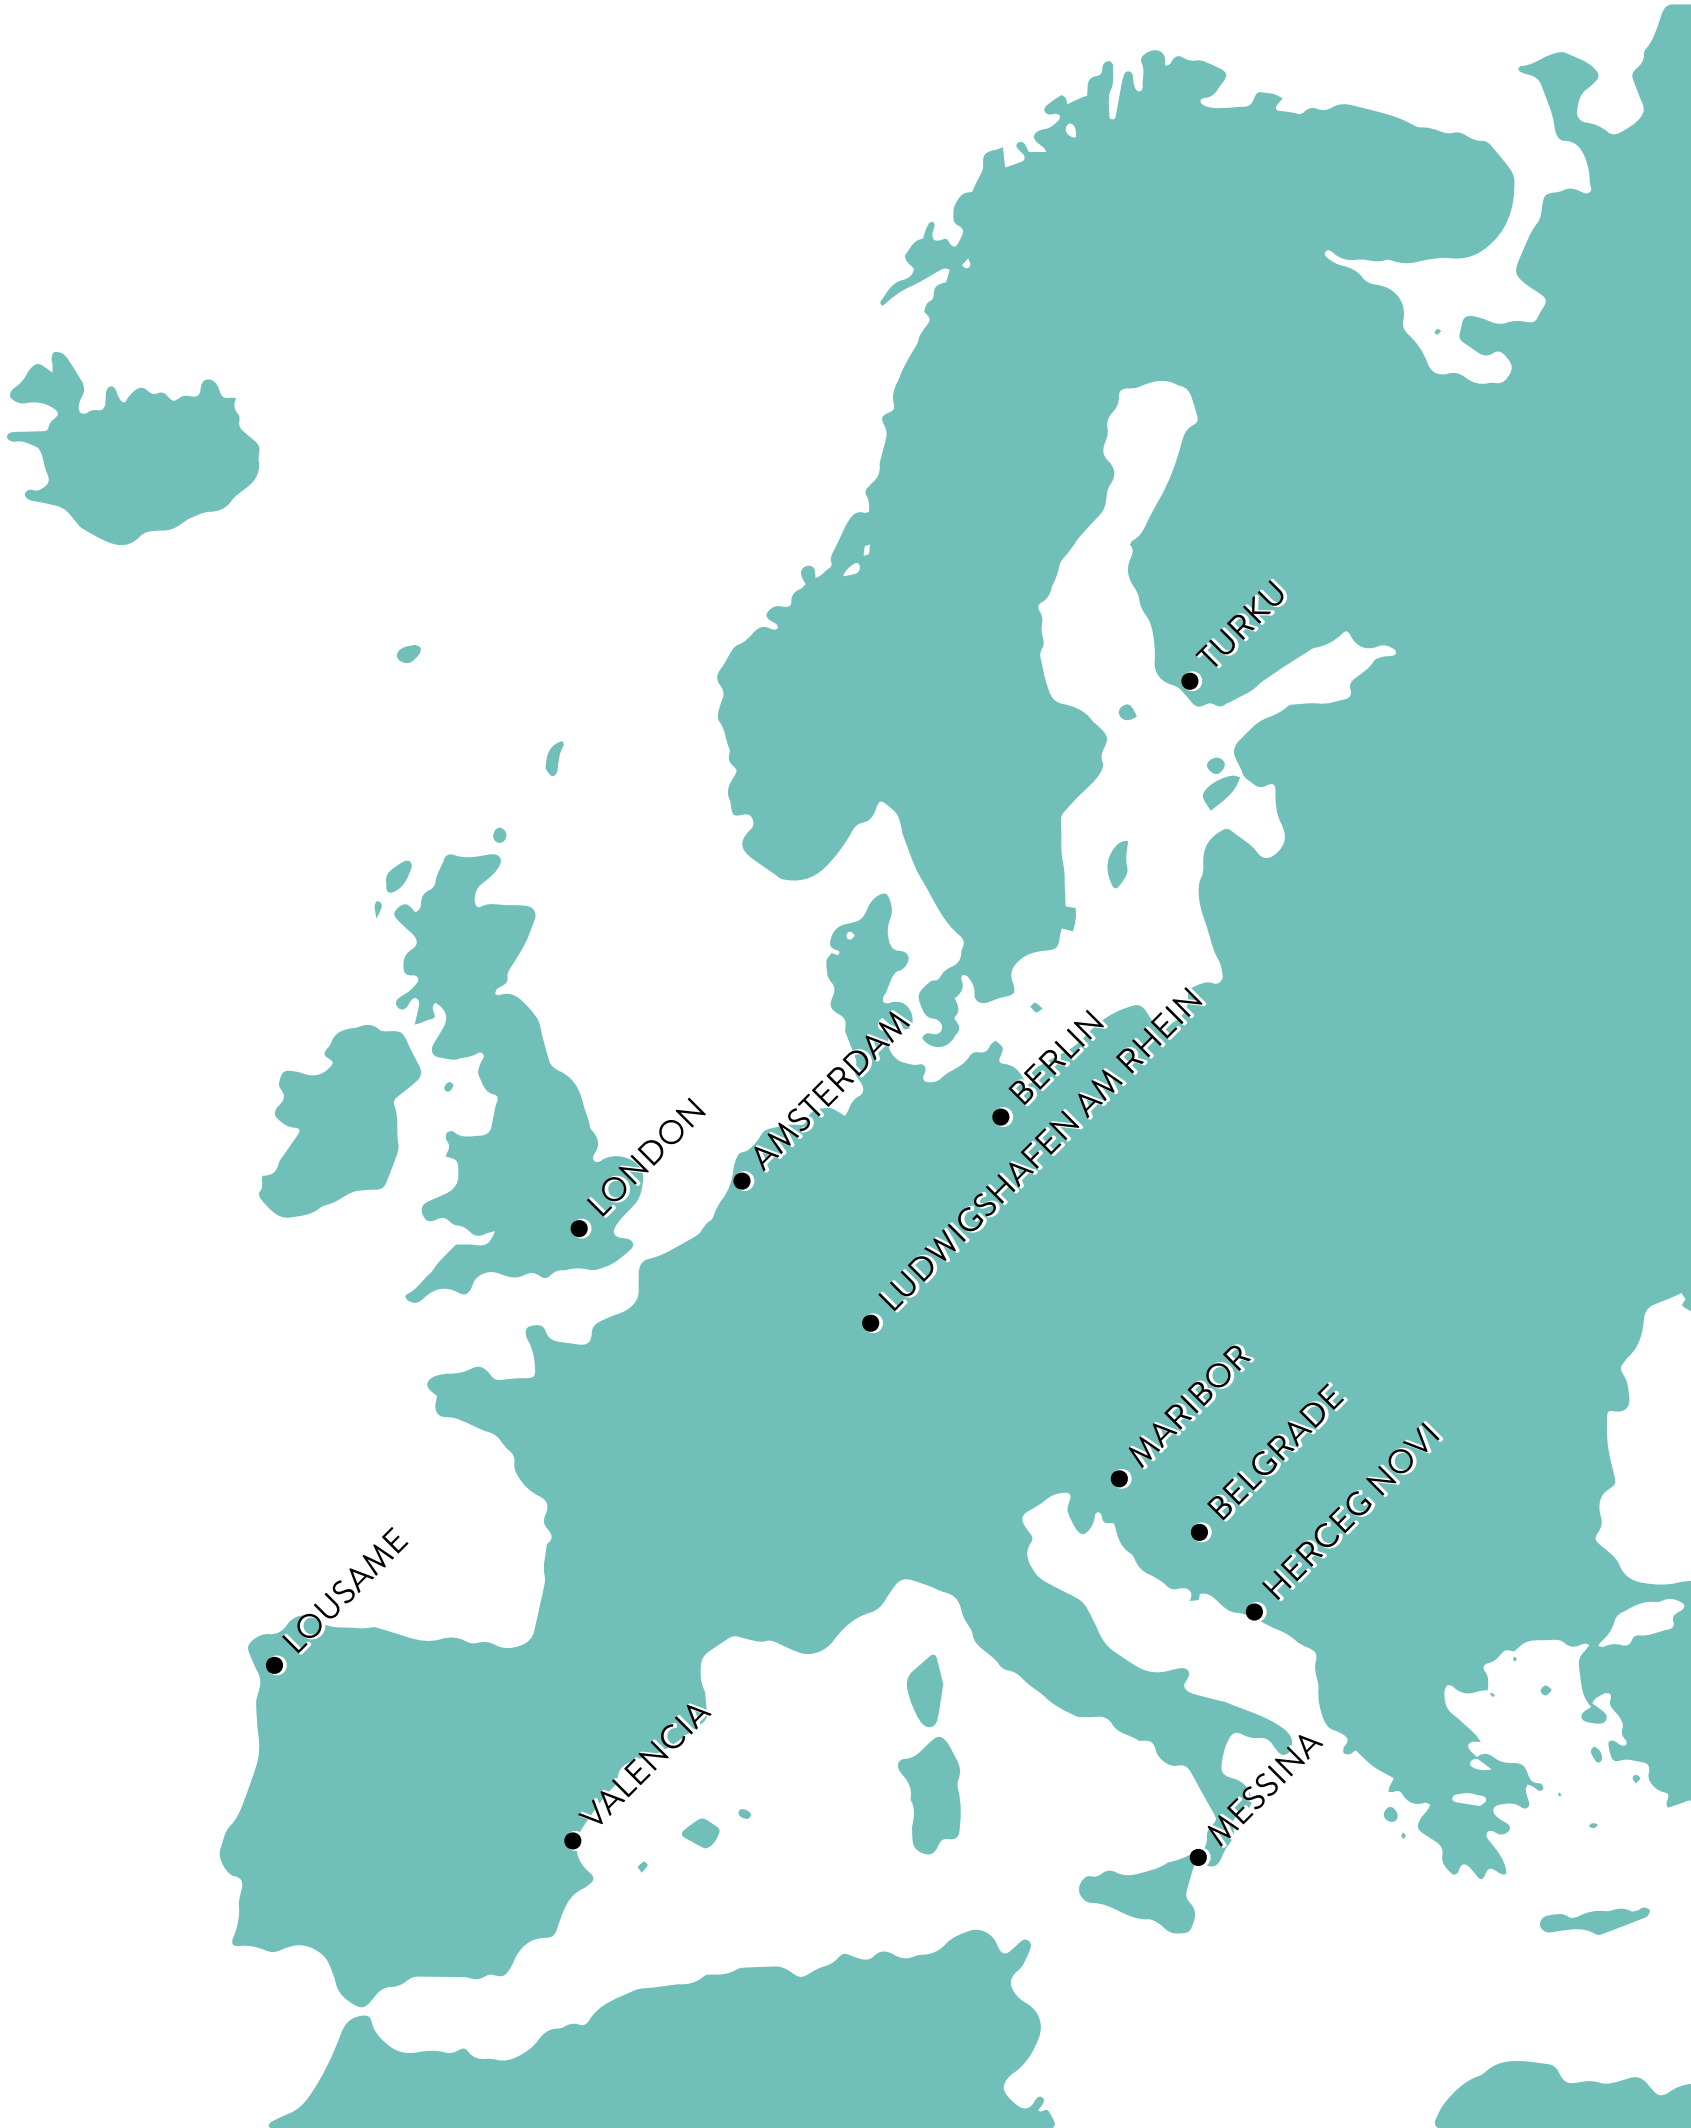 TURKU
BERLIN
AMSTERDAM
LUDWIGSHAFEN AM RHEIN
LONDON
MARIBOR
BELGRADE
HERCEG NOVI
LOUSAME
VALENCIA
MESSINA